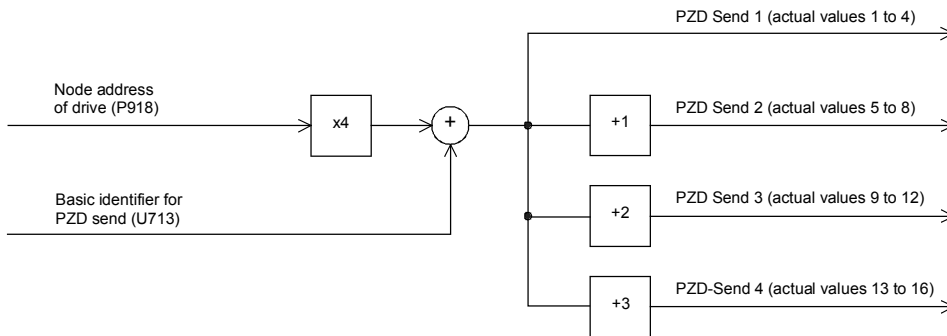 PZD Send 1 (actual values 1 to 4)
Node address
of drive (P918)
x4
+
+1
PZD Send 2 (actual values 5 to 8)
Basic identifier for
PZD send (U713)
+2
PZD Send 3 (actual values 9 to 12)
+3
PZD-Send 4 (actual values 13 to 16)